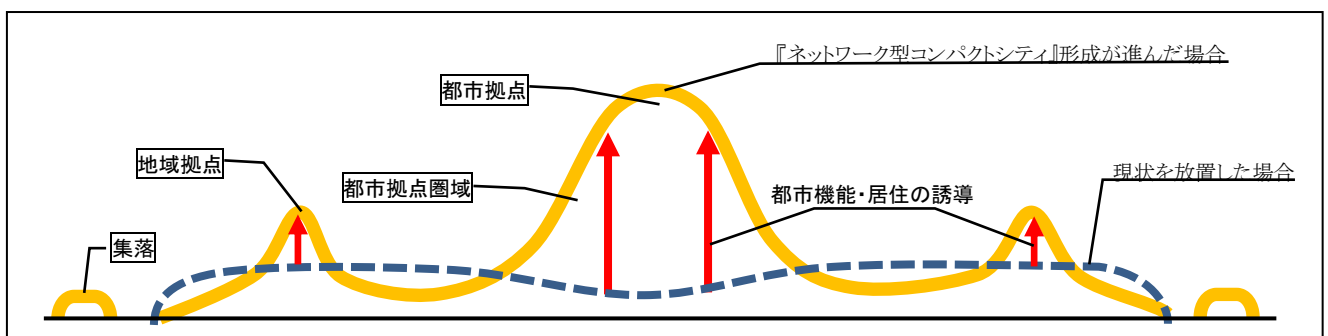 『ネットワーク型コンパクトシティ』形成が進んだ場合
都市拠点
地域拠点
都市拠点圏域
都市機能・居住の誘導
現状を放置した場合
集落